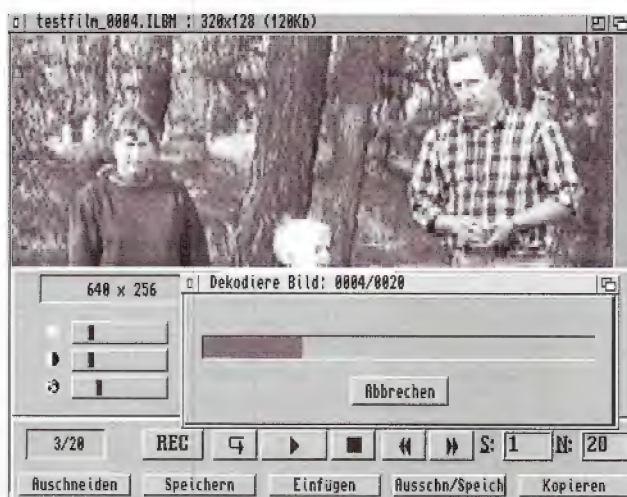 testfilm_0004.ILBM : 320x128 (120Kb)
640 x 256
Dekodiere Bild: 0004/0020
Abbrechen
3/20 REC S: 1 N: 20
Auschneiden Speichern Einfügen Ausschn/Speich Kopieren